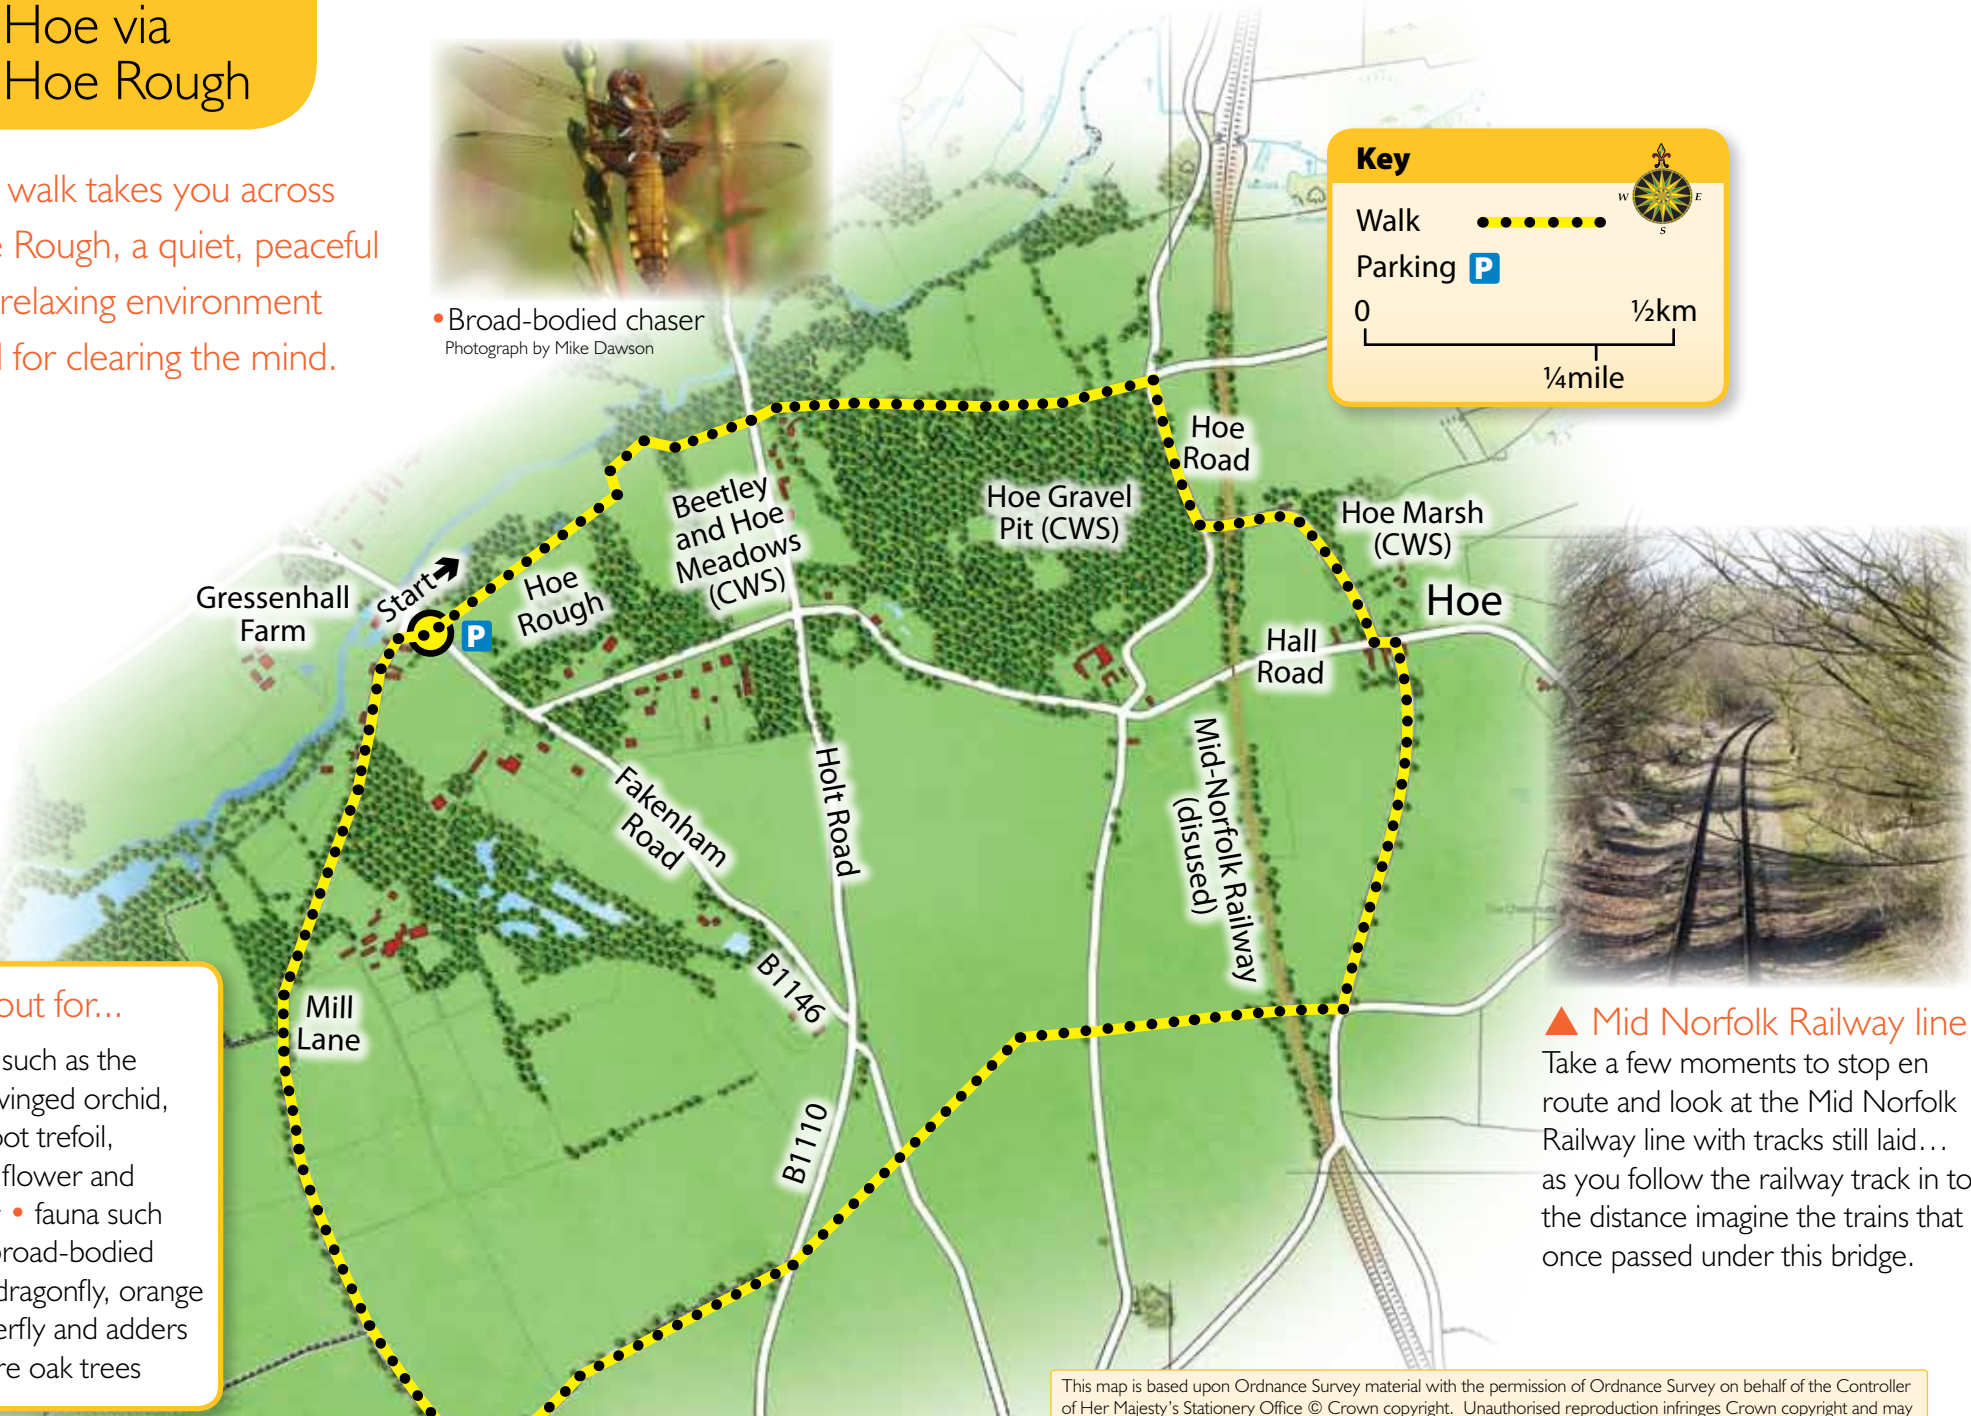 Hoe via
Hoe Rough
walk takes you across
Rough, a quiet, peaceful
relaxing environment
for clearing the mind.
•Broad-bodied chaser
Photograph by Mike Dawson
Key
W E
S
Walk
Parking P
0 ½km
¼mile
Hoe
Road
Hoe Gravel
Pit (CWS)
Hoe Marsh
(CWS)
Hoe
Beetley
and Hoe
Meadows
(CWS)
Start
P
Hoe
Rough
Gressenhall
Farm
Hall
Road
Mid-Norfolk Railway
(disused)
Holt Road
Fakenham
Road
B1146
B1110
Mill
Lane
out for...
such as the
winged orchid,
trefoil,
flower and
• fauna such
broad-bodied
dragonfly, orange
and adders
oak trees
▲ Mid Norfolk Railway line
Take a few moments to stop en
route and look at the Mid Norfolk
Railway line with tracks still laid…
as you follow the railway track in to
the distance imagine the trains that
once passed under this bridge.
This map is based upon Ordnance Survey material with the permission of Ordnance Survey on behalf of the Controller
of Her Majesty's Stationery Office © Crown copyright. Unauthorised reproduction infringes Crown copyright and may